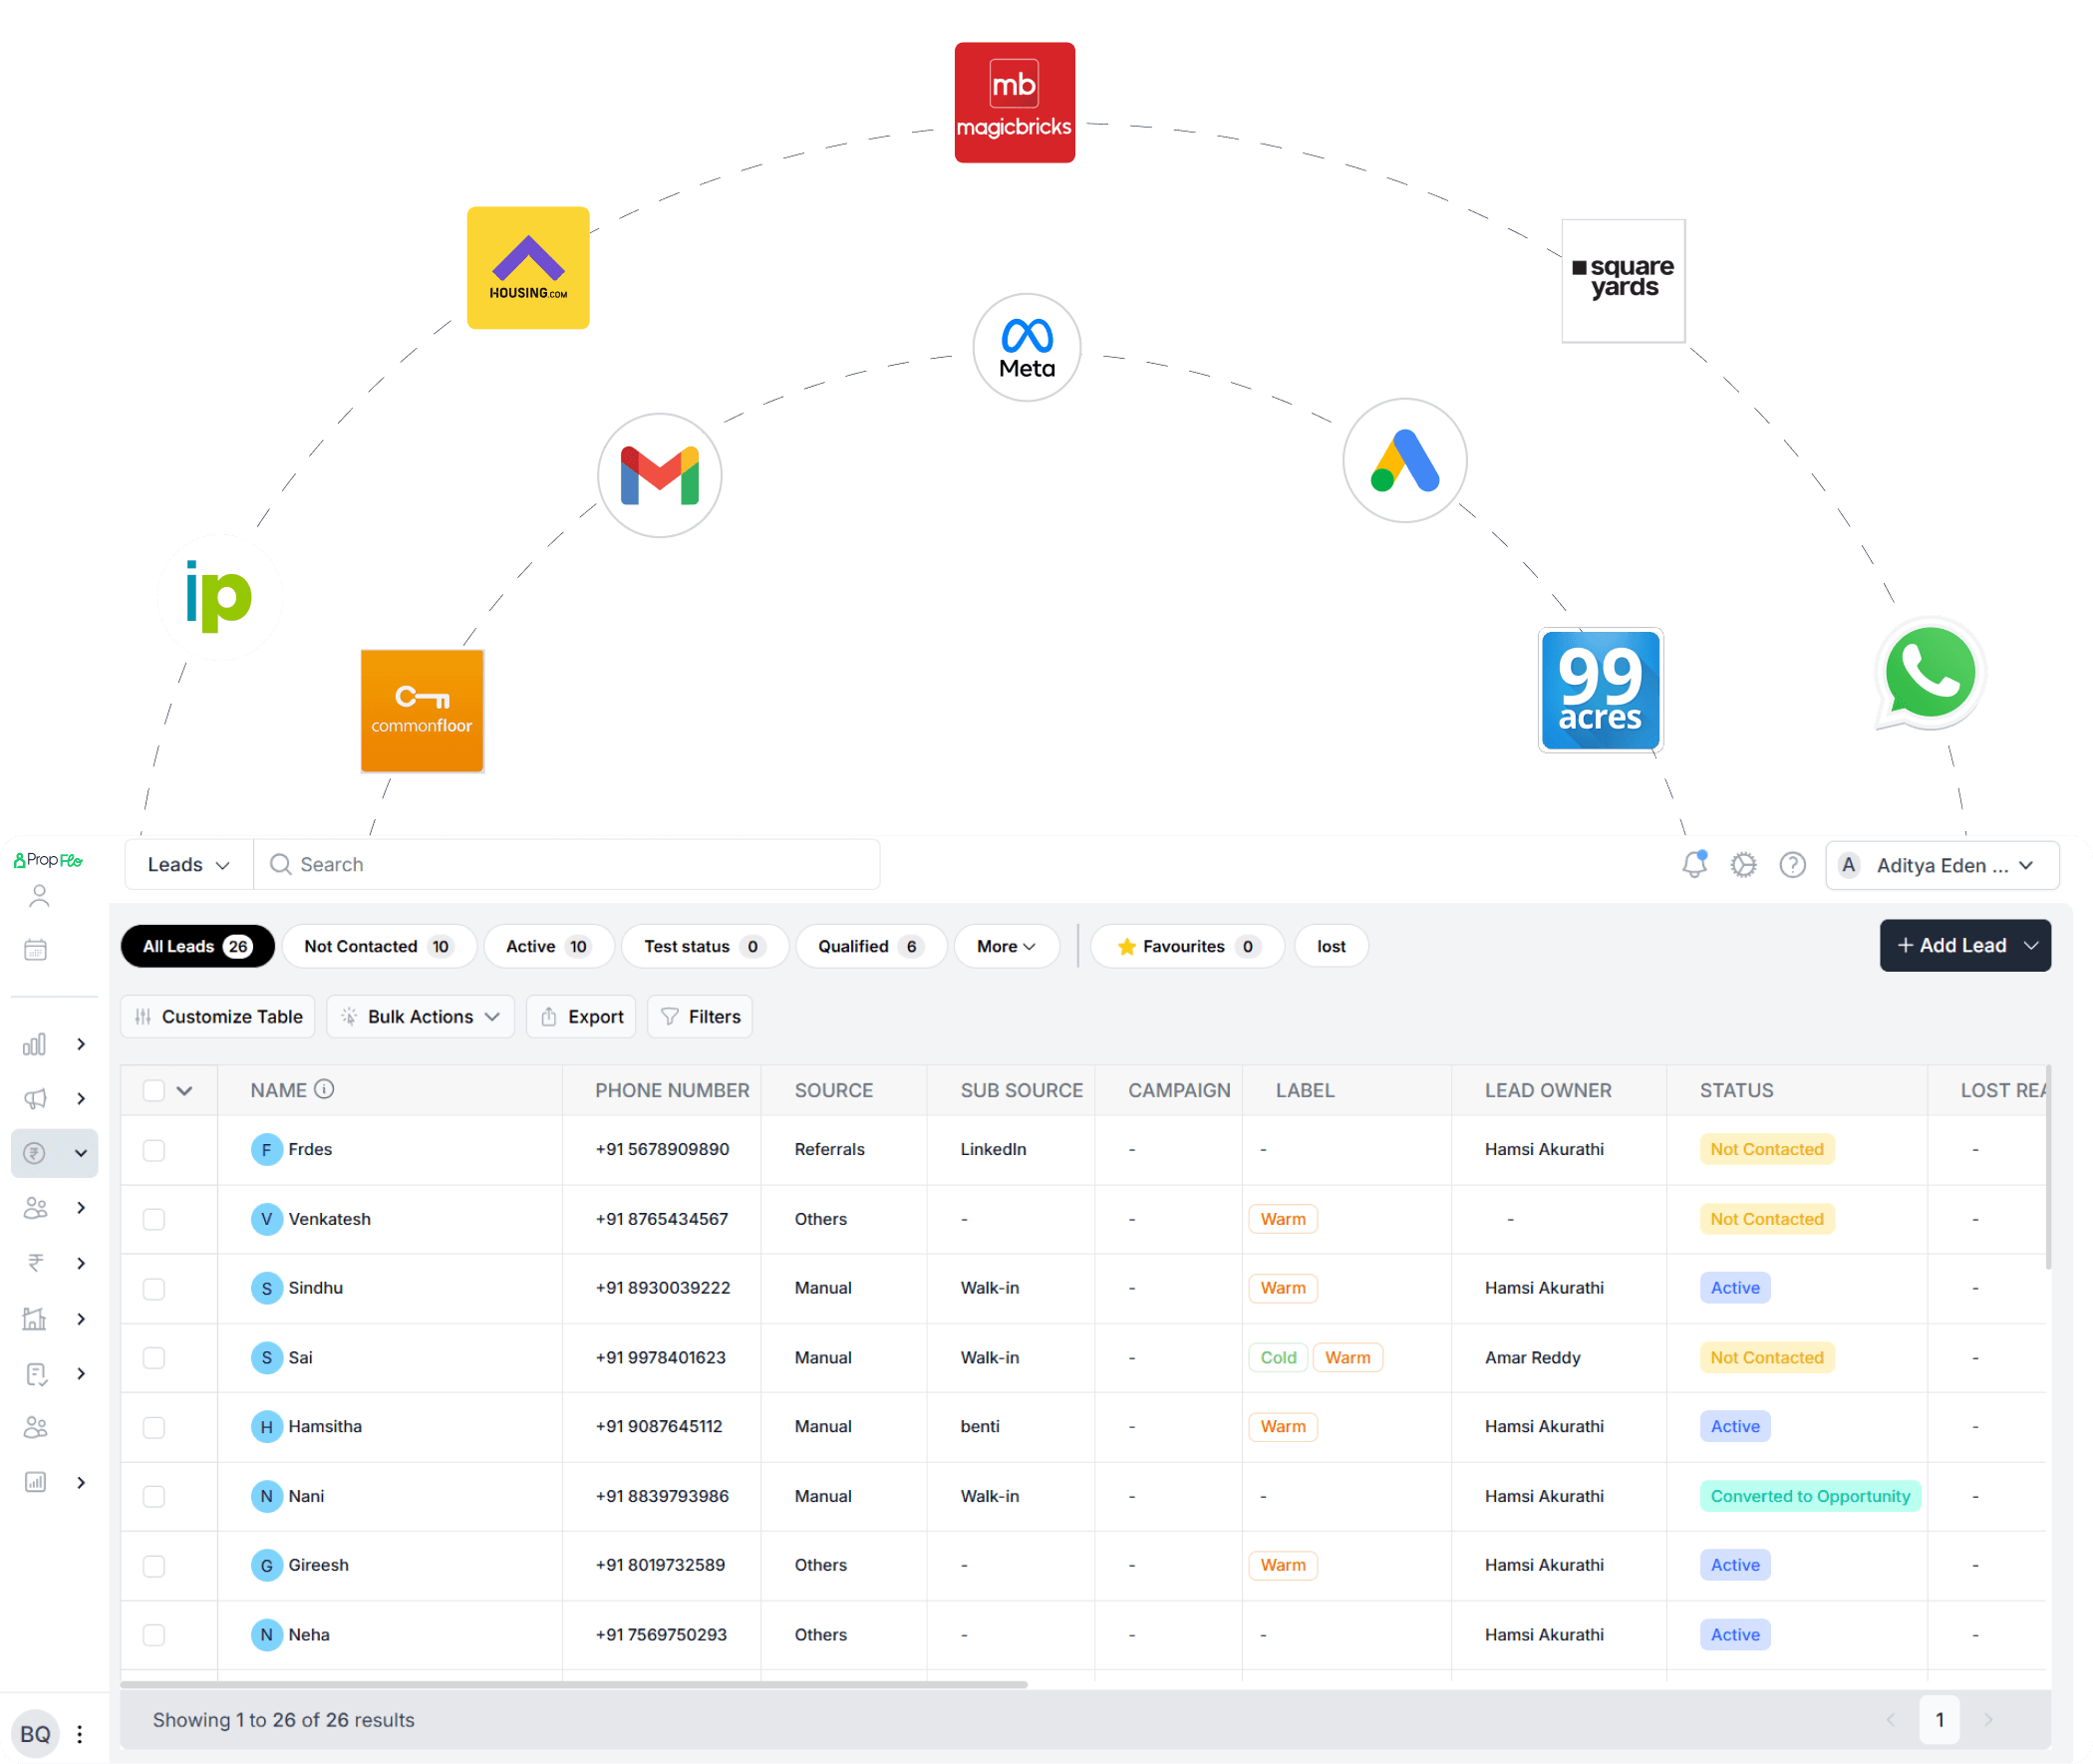 mb
magicbricks
HOUSING.COM
square
yards
Meta
ip
commonfloor
99
acres
PropFlo
Leads
Search
A Aditya Eden ...
All Leads 26
Not Contacted 10
Active 10
Test status 0
Qualified 6
More
Favourites 0
lost
+ Add Lead
Customize Table
Bulk Actions
Export
Filters
NAME PHONE NUMBER SOURCE SUB SOURCE CAMPAIGN LABEL LEAD OWNER STATUS LOST REA
F Frdes +91 5678909890 Referrals LinkedIn - - Hamsi Akurathi Not Contacted -
V Venkatesh +91 8765434567 Others - - Warm - Not Contacted -
S Sindhu +91 8930039222 Manual Walk-in - Warm Hamsi Akurathi Active -
S Sai +91 9978401623 Manual Walk-in - Cold Warm Amar Reddy Not Contacted -
H Hamsitha +91 9087645112 Manual benti - Warm Hamsi Akurathi Active -
N Nani +91 8839793986 Manual Walk-in - - Hamsi Akurathi Converted to Opportunity -
G Gireesh +91 8019732589 Others - - Warm Hamsi Akurathi Active -
N Neha +91 7569750293 Others - - - Hamsi Akurathi Active -
Showing 1 to 26 of 26 results
1
BQ